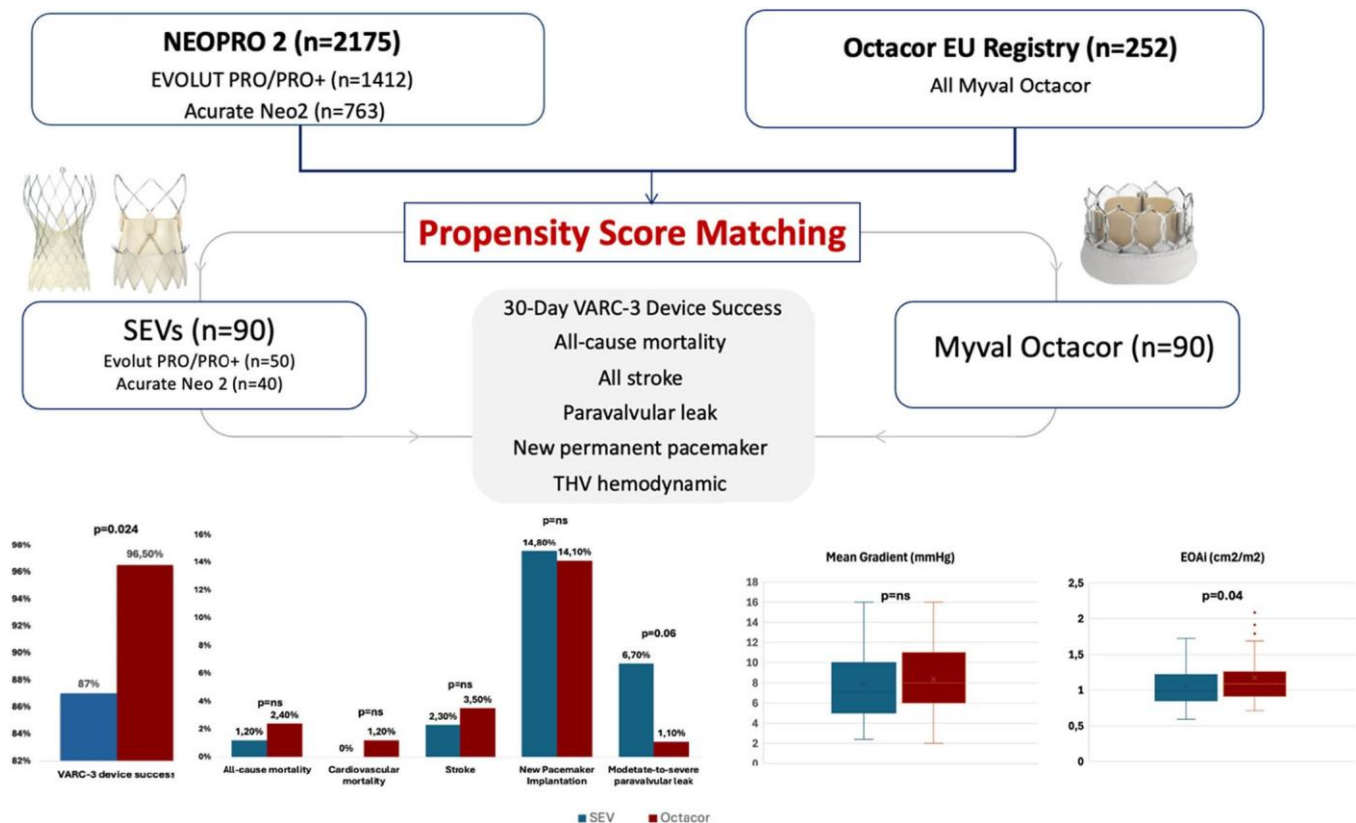 NEOPRO 2 (n=2175)
EVOLUT PRO/PRO+ (n=1412)
Acurate Neo2 (n=763)
Octacor EU Registry (n=252)
All Myval Octacor
Propensity Score Matching
SEVs (n=90)
Evolut PRO/PRO+ (n=50)
Acurate Neo 2 (n=40)
30-Day VARC-3 Device Success
All-cause mortality
All stroke
Paravalvular leak
New permanent pacemaker
THV hemodynamic
Myval Octacor (n=90)
p=0.024
98%
96%
94%
92%
90%
88%
86%
84%
82%
96,50%
87%
VARC-3 device success
16%
14%
12%
10%
8%
6%
4%
2%
0%
p=ns
1,20%
2,40%
All-cause mortality
p=ns
0%
1,20%
Cardiovascular
mortality
p=ns
2,30%
3,50%
Stroke
p=ns
14,80%
14,10%
New Pacemaker
Implantation
p=0.06
6,70%
1,10%
Modetate-to-severe
paravalvular leak
SEV
Octacor
Mean Gradient (mmHg)
p=ns
18
16
14
12
10
8
6
4
2
0
EOAi (cm2/m2)
p=0.04
2,5
2
1,5
1
0,5
0